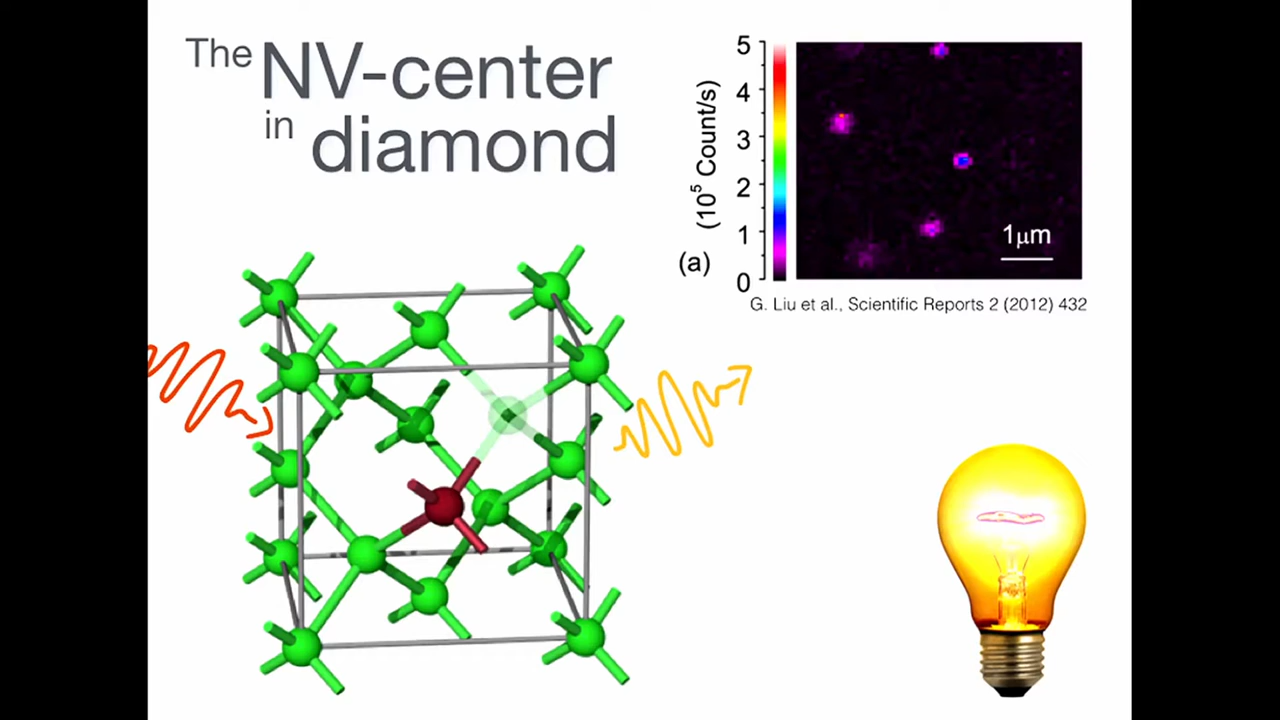 The NV-center
in diamond
5
4
3
2
1
0
(10⁵ Count/s)
(a)
1μm
G. Liu et al., Scientific Reports 2 (2012) 432